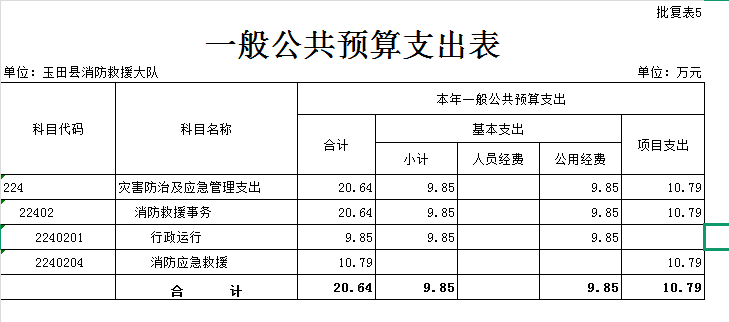 批复表5
一般公共预算支出表
单位：玉田县消防救援大队 单位：万元
科目代码 科目名称 本年一般公共预算支出
合计 基本支出 项目支出
小计 人员经费 公用经费
224 灾害防治及应急管理支出 20.64 9.85 9.85 10.79
22402 消防救援事务 20.64 9.85 9.85 10.79
2240201 行政运行 9.85 9.85 9.85
2240204 消防应急救援 10.79 10.79
合 计 20.64 9.85 9.85 10.79